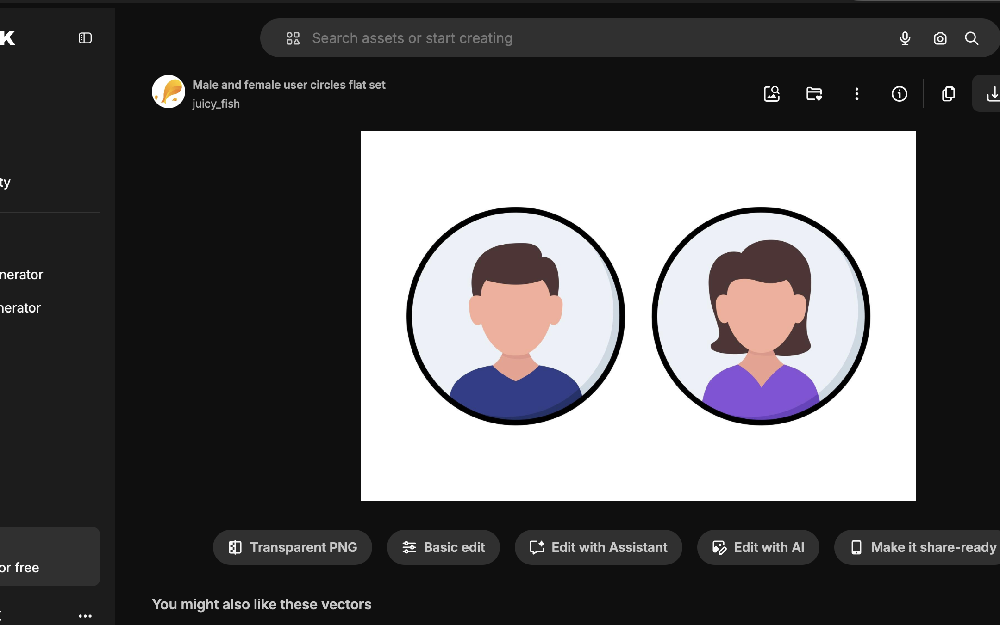 K
Search assets or start creating
Male and female user circles flat set
juicy_fish
ty
nerator
nerator
or free
Transparent PNG
Basic edit
Edit with Assistant
Edit with AI
Make it share-ready
You might also like these vectors